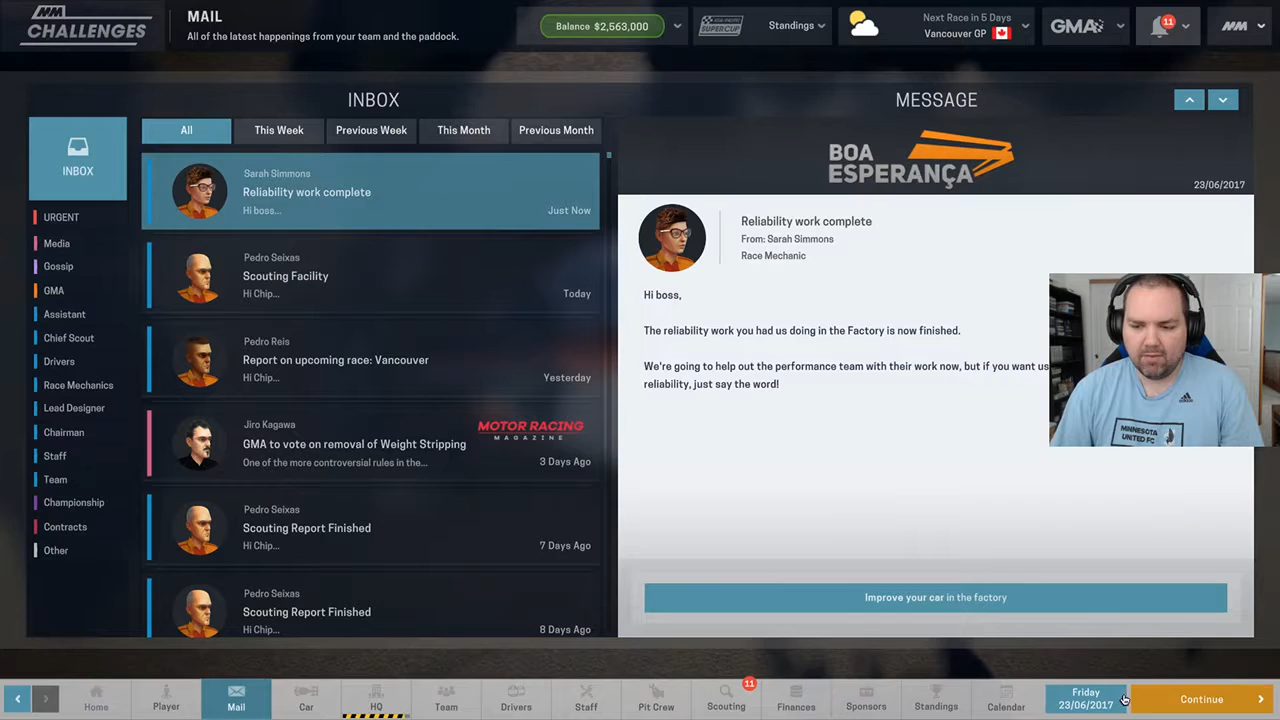 MM
CHALLENGES
MAIL
All of the latest happenings from your team and the paddock.
Balance $2,563,000
Standings
Next Race in 5 Days
Vancouver GP
GMA
11
MM
INBOX
INBOX
URGENT
Media
Gossip
GMA
Assistant
Chief Scout
Drivers
Race Mechanics
Lead Designer
Chairman
Staff
Team
Championship
Contracts
Other
All
This Week
Previous Week
This Month
Previous Month
Sarah Simmons
Reliability work complete
Hi boss...
Just Now
Pedro Seixas
Scouting Facility
Hi Chip...
Today
Pedro Reis
Report on upcoming race: Vancouver
Hi Chip...
Yesterday
Jiro Kagawa
GMA to vote on removal of Weight Stripping
One of the more controversial rules in the...
MOTOR RACING
MAGAZINE
3 Days Ago
Pedro Seixas
Scouting Report Finished
Hi Chip...
7 Days Ago
Pedro Seixas
Scouting Report Finished
Hi Chip...
8 Days Ago
MESSAGE
BOA
ESPERANÇA
23/06/2017
Reliability work complete
From: Sarah Simmons
Race Mechanic
Hi boss,
The reliability work you had us doing in the Factory is now finished.
We're going to help out the performance team with their work now, but if you want us
reliability, just say the word!
MINNESOTA
UNITED FC
Improve your car in the factory
Home
Player
Mail
Car
HQ
Team
Drivers
Staff
Pit Crew
Scouting
11
Finances
Sponsors
Standings
Calendar
Friday
23/06/2017
Continue